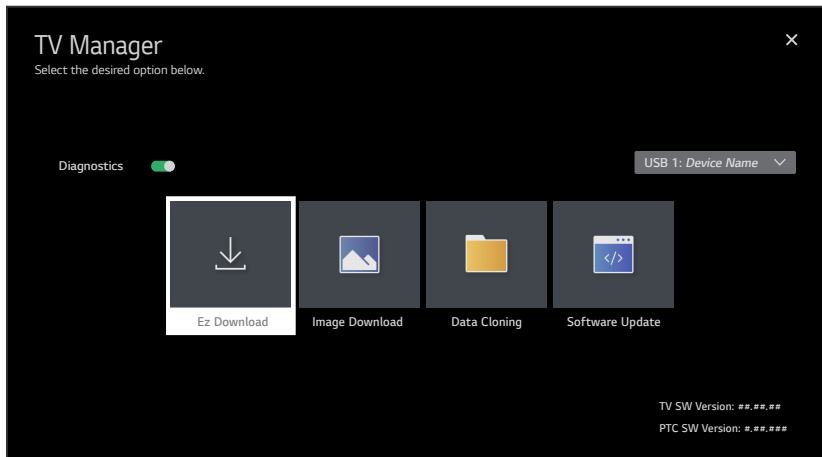 TV Manager
Select the desired option below.
Diagnostics
USB 1: Device Name
Ez Download
Image Download
Data Cloning
</>
Software Update
TV SW Version: ##.##.##
PTC SW Version: #.##.###